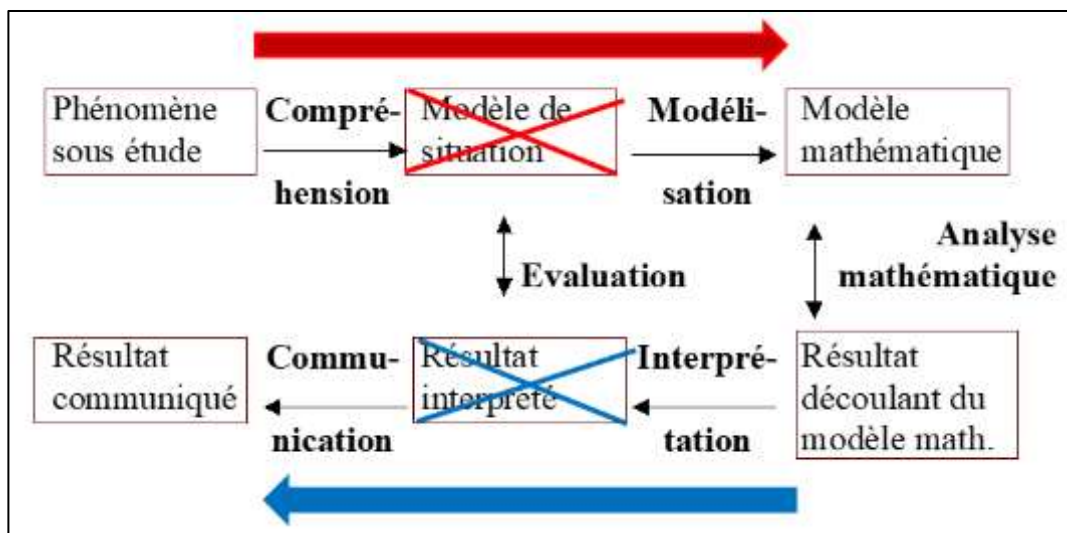 Phénomène
sous étude
Compré-
hension
Modèle de
situation
Modéli-
sation
Modèle
mathématique
Evaluation
Analyse
mathématique
Résultat
communiqué
Commu-
nication
Résultat
interprété
Interpré-
tation
Résultat
découlant du
modèle math.